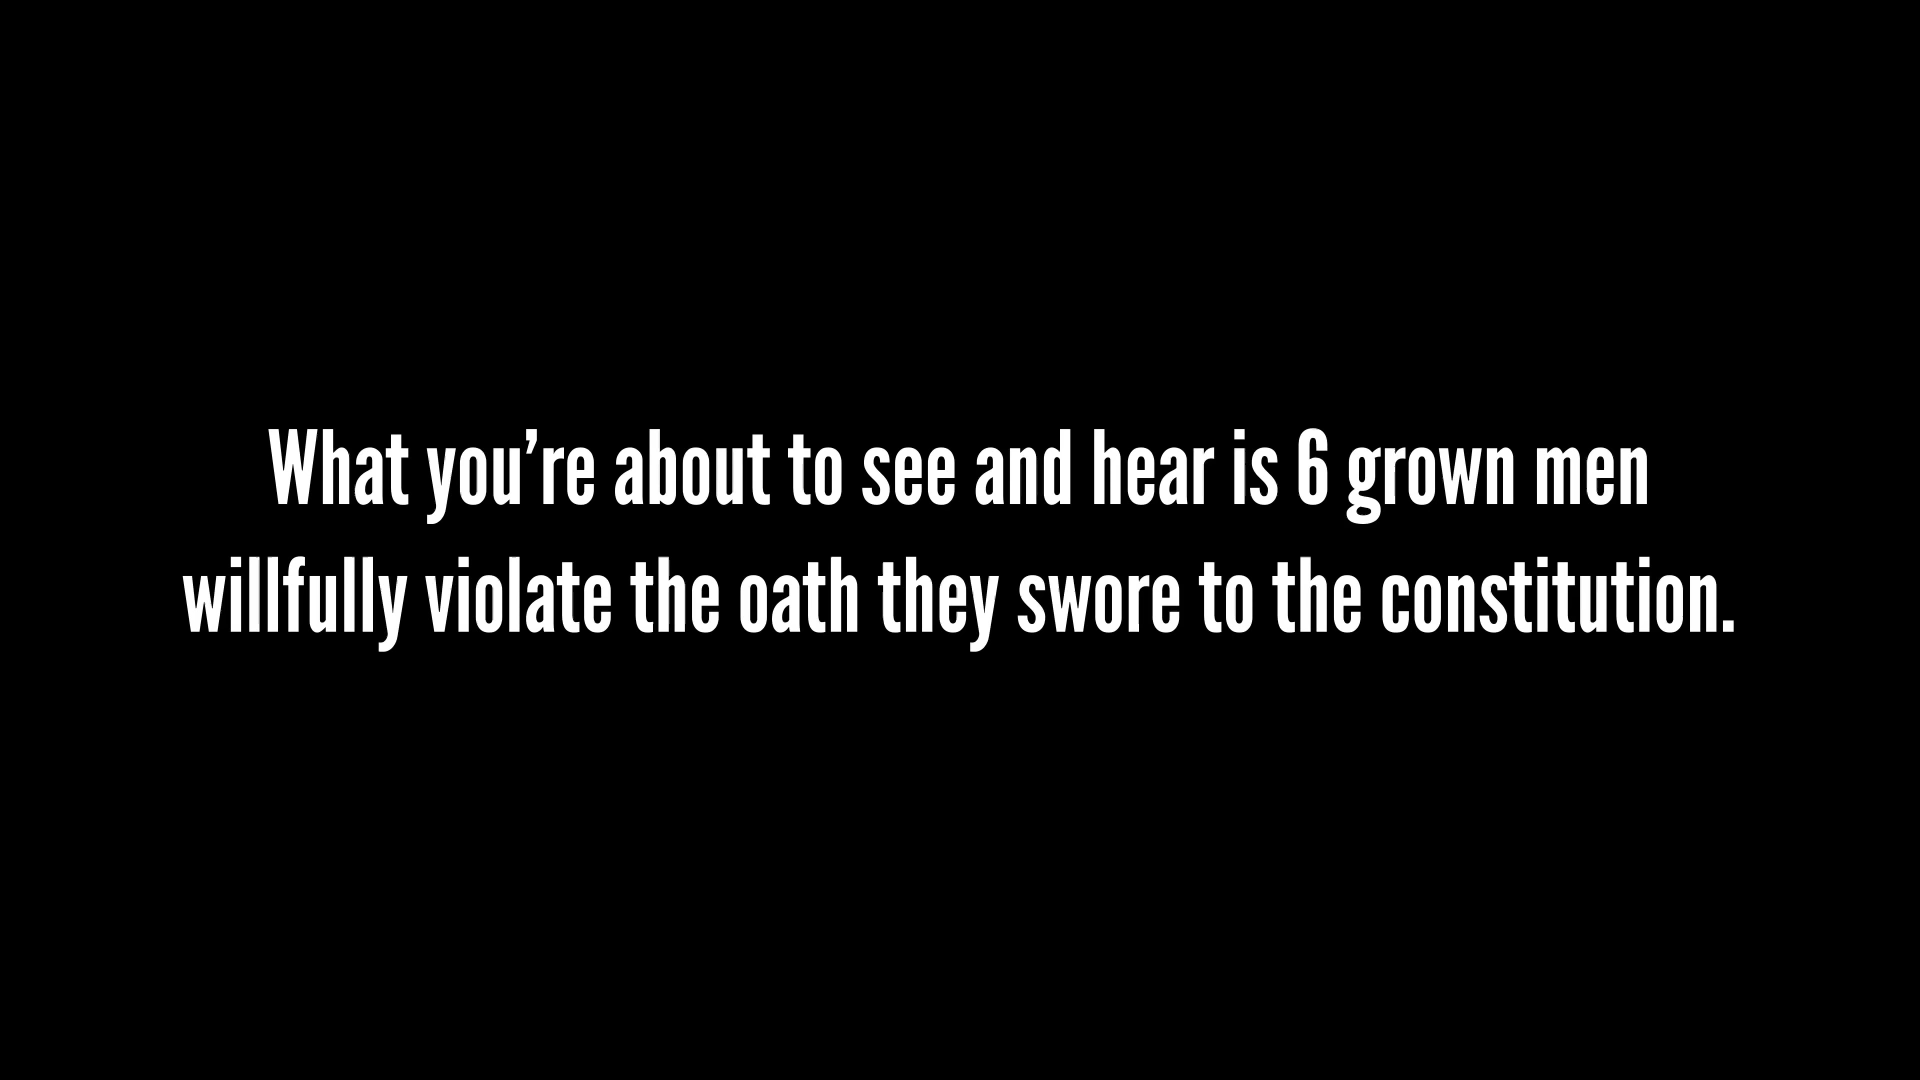 What you’re about to see and hear is 6 grown men
willfully violate the oath they swore to the constitution.